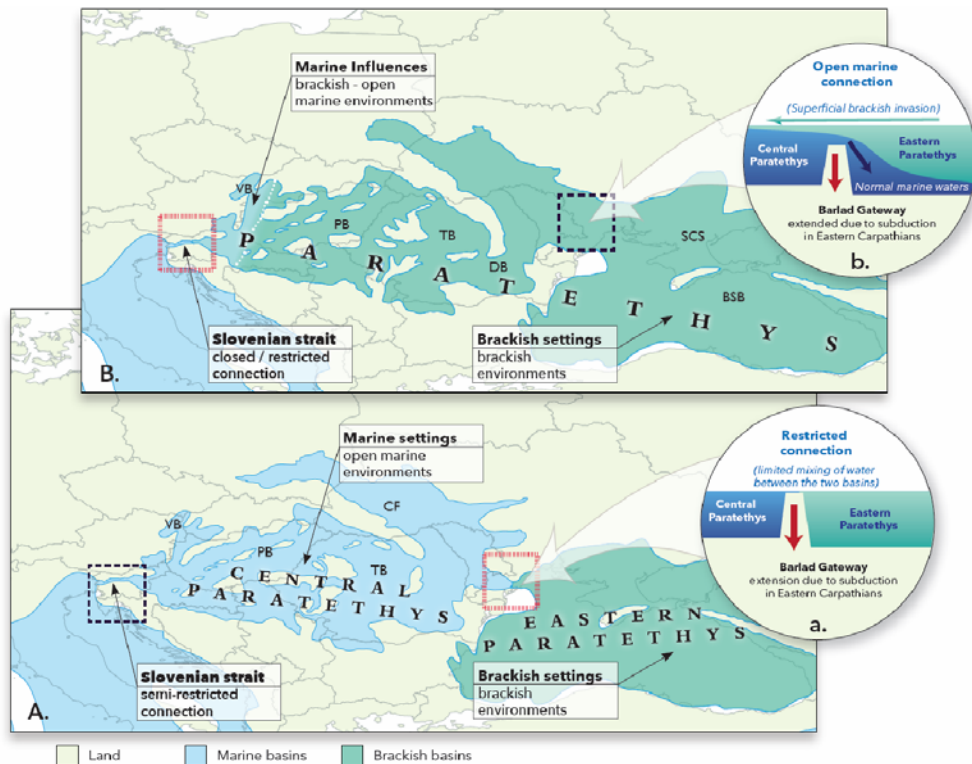 Marine Influences
brackish - open
marine environments
VB
PB
TB
DB
SCS
BSB
P A R A T E T H Y S
Slovenian strait
closed / restricted
connection
Brackish settings
brackish
environments
B.
Open marine
connection
(Superficial brackish invasion)
Central
Paratethys
Eastern
Paratethys
Normal marine waters
Barlad Gateway
extended due to subduction
in Eastern Carpathians
b.
Marine settings
open marine
environments
CF
VB
PB
TB
CENTRAL
PARATETHYS
EASTERN
PARATETHYS
Slovenian strait
semi-restricted
connection
Brackish settings
brackish
environments
A.
Restricted
connection
(limited mixing of water
between the two basins)
Central
Paratethys
Eastern
Paratethys
Barlad Gateway
extension due to subduction
in Eastern Carpathians
a.
Land
Marine basins
Brackish basins